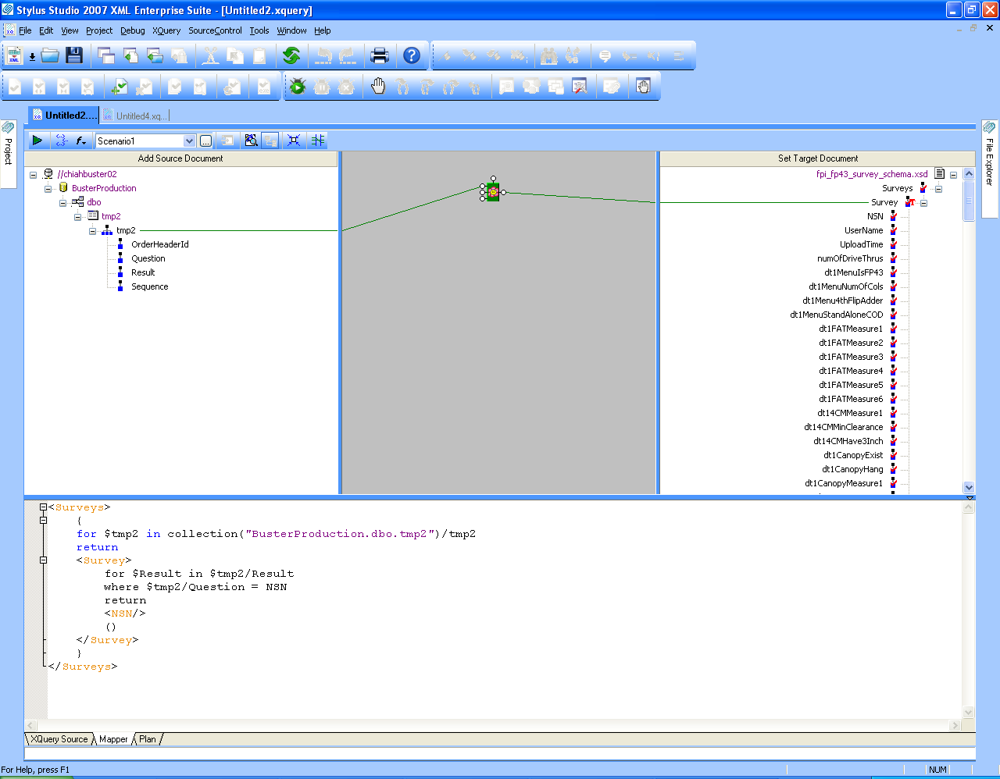 Stylus Studio 2007 XML Enterprise Suite - [Untitled2.xquery]
File Edit View Project Debug XQuery SourceControl Tools Window Help
Untitled2.... Untitled4.xq...
Project
File Explorer
Scenario1
Add Source Document
Set Target Document
//chiahbuster02
BusterProduction
dbo
tmp2
tmp2
OrderHeaderId
Question
Result
Sequence
fpi_fp43_survey_schema.xsd
Surveys
Survey
NSN
UserName
UploadTime
numOfDriveThrus
dt1MenuIsFP43
dt1MenuNumOfCols
dt1Menu4thFlipAdder
dt1MenuStandAloneCOD
dt1FATMeasure1
dt1FATMeasure2
dt1FATMeasure3
dt1FATMeasure4
dt1FATMeasure5
dt1FATMeasure6
dt14CMMeasure1
dt14CMMinClearance
dt14CMHave3Inch
dt1CanopyExist
dt1CanopyHang
dt1CanopyMeasure1
<Surveys>
{
for $tmp2 in collection("BusterProduction.dbo.tmp2")/tmp2
return
<Survey>
for $Result in $tmp2/Result
where $tmp2/Question = NSN
return
<NSN/>
()
</Survey>
}
</Surveys>
XQuery Source Mapper Plan
For Help, press F1
NUM